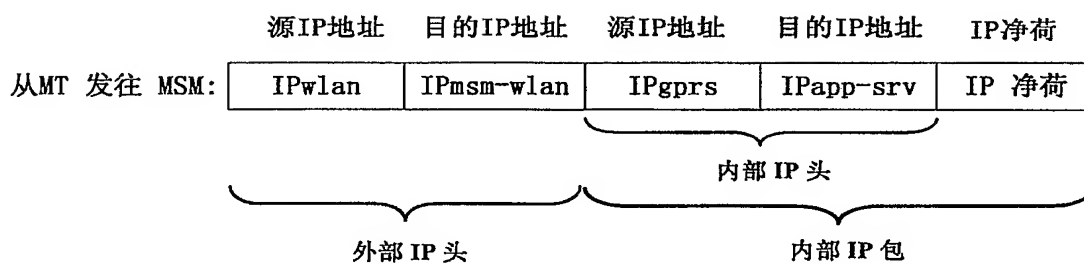 源IP地址 目的IP地址 源IP地址 目的IP地址 IP净荷
从MT 发往 MSM: IPwlan IPmsm-wlan IPgprs IPapp-srv IP 净荷
内部 IP 头
外部 IP 头 内部 IP 包